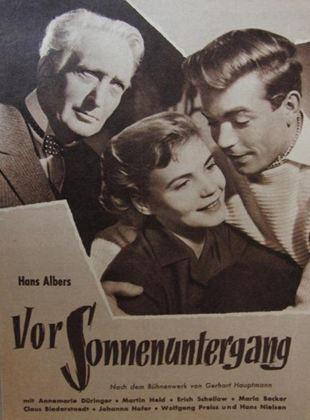 Hans Albers
Vor Sonnenuntergang
Nach dem Bühnenwerk von Gerhart Hauptmann
mit Annemarie Düringer • Martin Held • Erich Schellow • Maria Becker
Claus Biederstaedt • Johanna Hofer • Wolfgang Preiss und Hans Nielsen